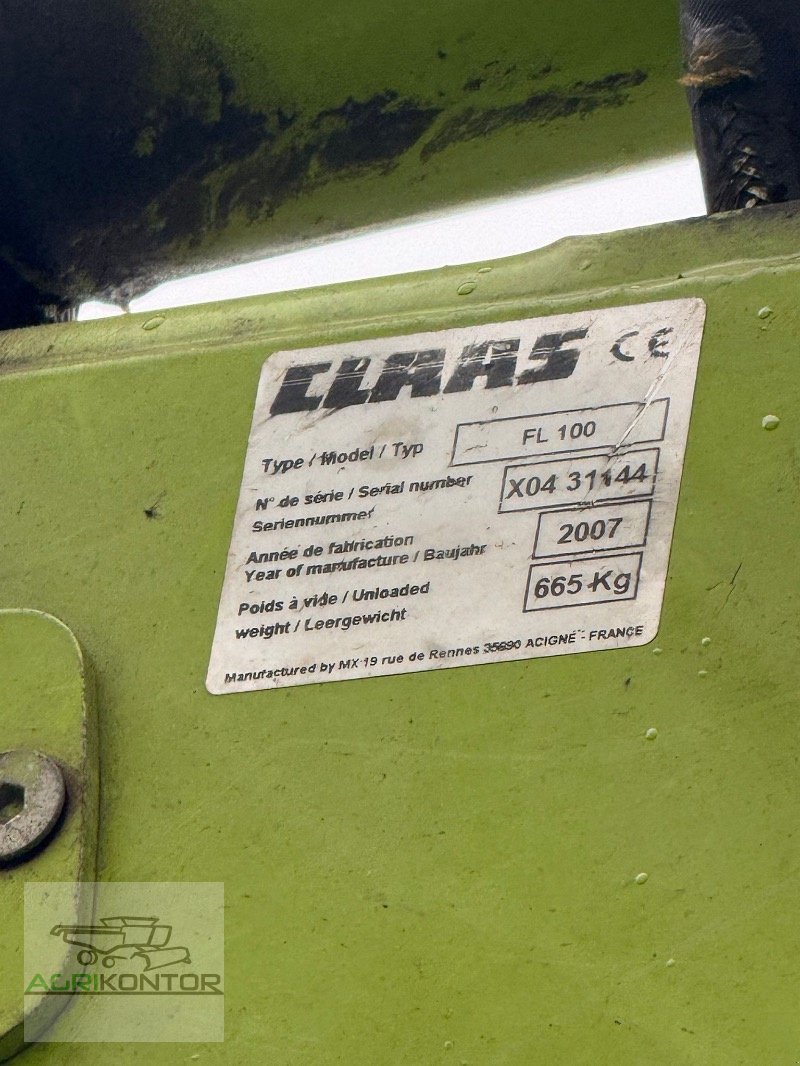 CLAAS CE
Type / Model / Typ FL 100
N° de série / Serial number X04 31144
Seriennummer
Année de fabrication 2007
Year of manufacture / Baujahr
Poids à vide / Unloaded 665 Kg
weight / Leergewicht
Manufactured by MX 19 rue de Rennes 35690 ACIGNÉ - FRANCE
AGRIKONTOR